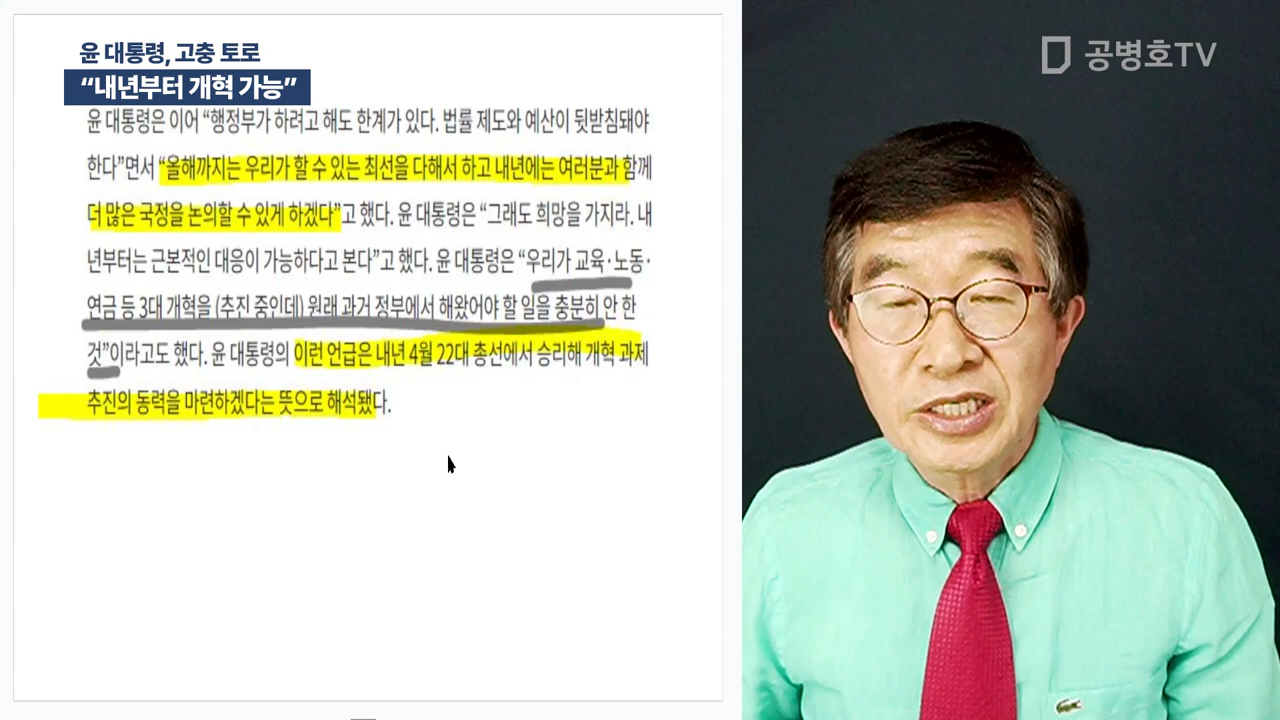 윤 대통령, 고충 토로
“내년부터 개혁 가능”
공병호TV
윤 대통령은 이어 “행정부가 하려고 해도 한계가 있다. 법률 제도와 예산이 뒷받침돼야
한다”면서 “올해까지는 우리가 할 수 있는 최선을 다해서 하고 내년에는 여러분과 함께
더 많은 국정을 논의할 수 있게 하겠다”고 했다. 윤 대통령은 “그래도 희망을 가지라. 내
년부터는 근본적인 대응이 가능하다고 본다”고 했다. 윤 대통령은 “우리가 교육·노동·
연금 등 3대 개혁을 (추진 중인데) 원래 과거 정부에서 해왔어야 할 일을 충분히 안 한
것”이라고도 했다. 윤 대통령의 이런 언급은 내년 4월 22대 총선에서 승리해 개혁 과제
추진의 동력을 마련하겠다는 뜻으로 해석됐다.